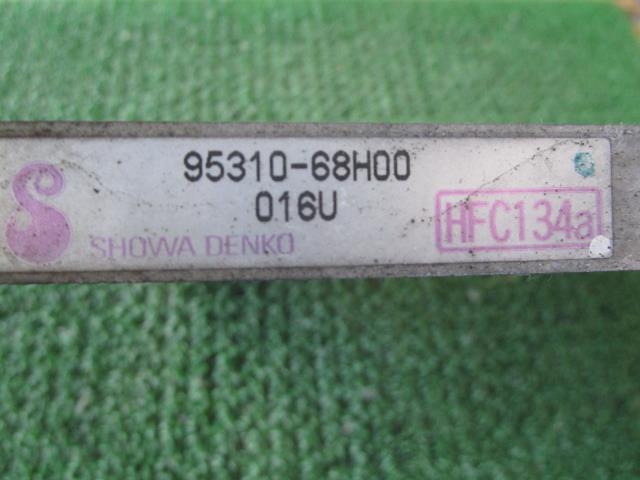 95310-68H00
016U
SHOWA DENKO
HFC134a